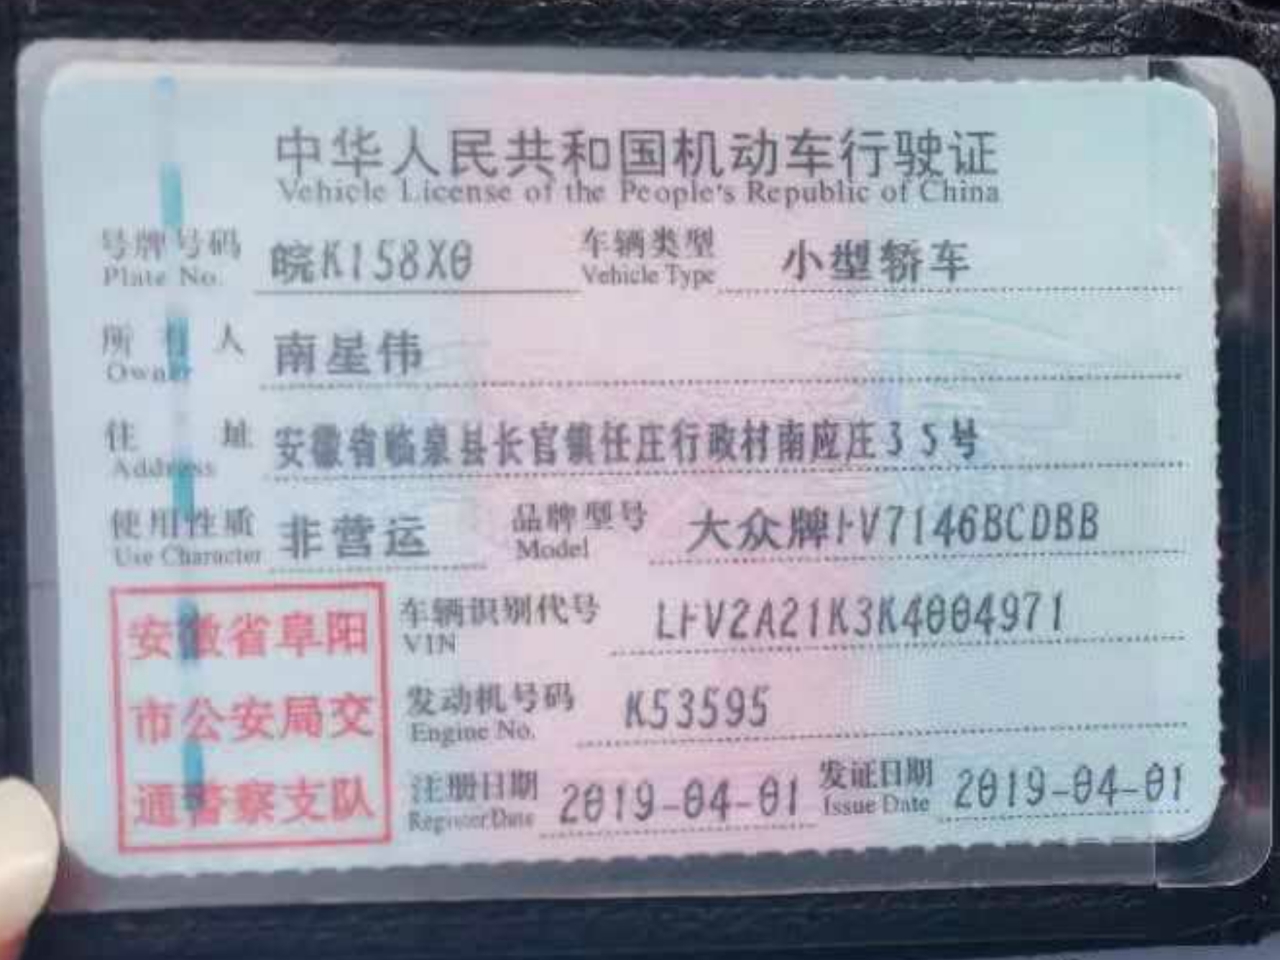 中华人民共和国机动车行驶证
Vehicle License of the People's Republic of China
号牌号码 皖K158X0 车辆类型 小型轿车
Plate No. Vehicle Type
所有人 南星伟
Owner
住址 安徽省临泉县长官镇任庄行政村南应庄35号
Address
使用性质 非营运 品牌型号 大众牌FV7146BCDBB
Use Character Model
安徽省阜阳
市公安局交
通警察支队
车辆识别代号 LFV2A21K3K4004971
VIN
发动机号码 K53595
Engine No.
注册日期 2019-04-01 发证日期 2019-04-01
Register Date Issue Date